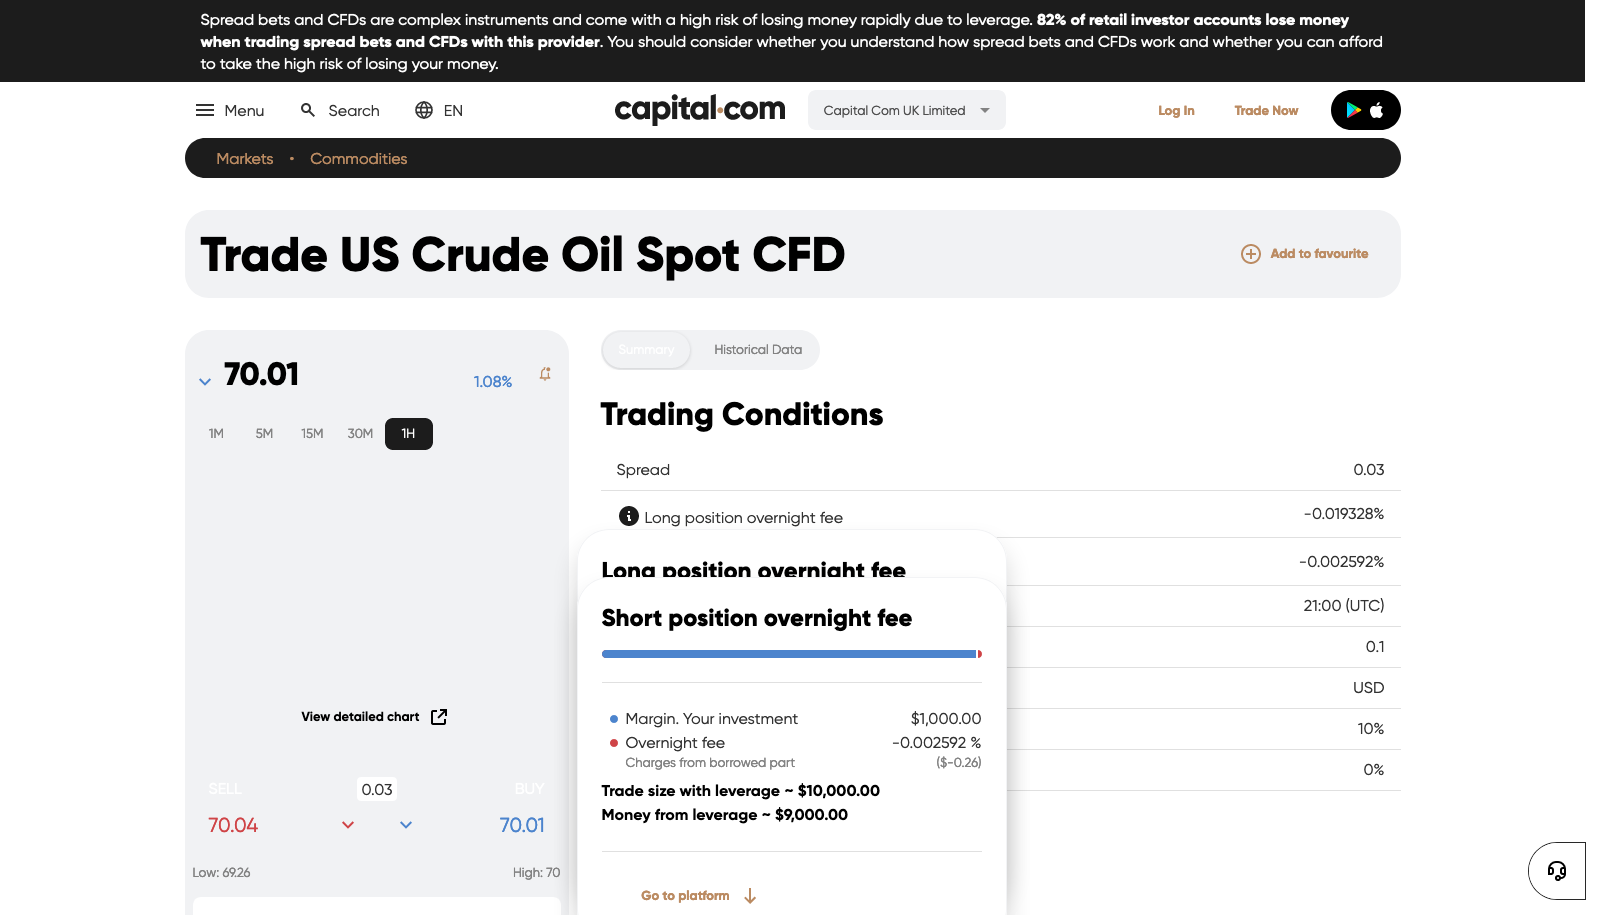 Spread bets and CFDs are complex instruments and come with a high risk of losing money rapidly due to leverage. 82% of retail investor accounts lose money
when trading spread bets and CFDs with this provider. You should consider whether you understand how spread bets and CFDs work and whether you can afford
to take the high risk of losing your money.
Menu Search EN capital.com Capital Com UK Limited Log In Trade Now
Markets • Commodities
Trade US Crude Oil Spot CFD Add to favourite
70.01 1.08%
1M 5M 15M 30M 1H
View detailed chart
SELL 0.03 BUY
70.04 70.01
Low: 69.26 High: 70
Summary Historical Data
Trading Conditions
Spread 0.03
Long position overnight fee -0.019328%
-0.002592%
21:00 (UTC)
0.1
USD
10%
0%
Long position overnight fee
Short position overnight fee
Margin. Your investment $1,000.00
Overnight fee -0.002592 %
Charges from borrowed part ($-0.26)
Trade size with leverage ~ $10,000.00
Money from leverage ~ $9,000.00
Go to platform